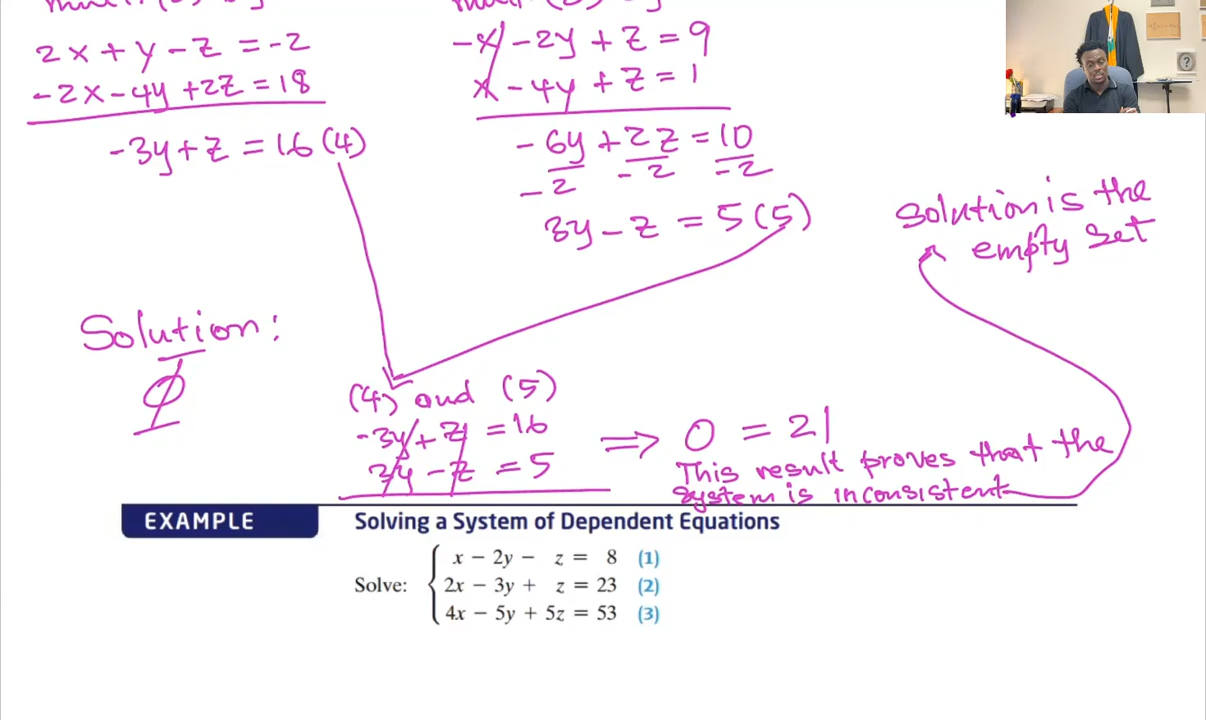 2x + y - z = -2
-2x - 4y + 2z = 18
-3y + z = 16 (4)
-x - 2y + z = 9
x - 4y + z = 1
-6y + 2z = 10
-2 -2 -2
3y - z = 5 (5)
Solution is the
empty set
Solution:
Φ
(4) and (5)
-3y + z = 16
3y - z = 5
⇒ 0 = 21
This result proves that the
system is inconsistent
EXAMPLE Solving a System of Dependent Equations
x − 2y − z = 8 (1)
Solve: 2x − 3y + z = 23 (2)
4x − 5y + 5z = 53 (3)